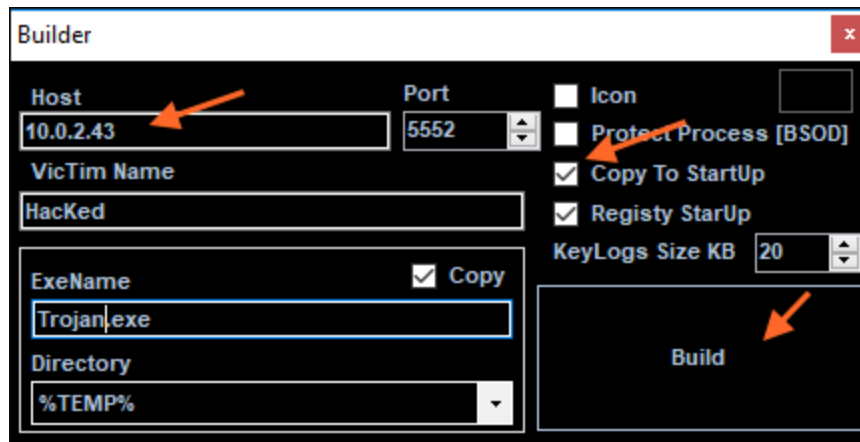 Builder
x
Host
10.0.2.43
Port
5552
VicTim Name
HacKed
ExeName
Copy
Trojan.exe
Directory
%TEMP%
Icon
Protect Process [BSOD]
Copy To StartUp
Registy StarUp
KeyLogs Size KB
20
Build